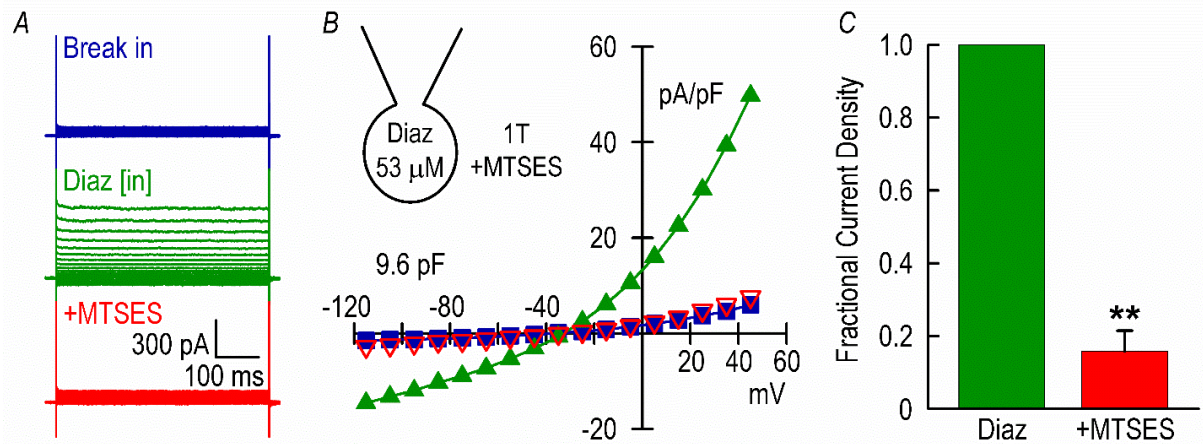 A
Break in
Diaz [in]
+MTSES
300 pA
100 ms
B
Diaz
53 µM
1T
+MTSES
9.6 pF
pA/pF
60
40
20
-20
-120
-80
-40
20
60
mV
C
Fractional Current Density
1.0
0.8
0.6
0.4
0.2
0
**
Diaz
+MTSES